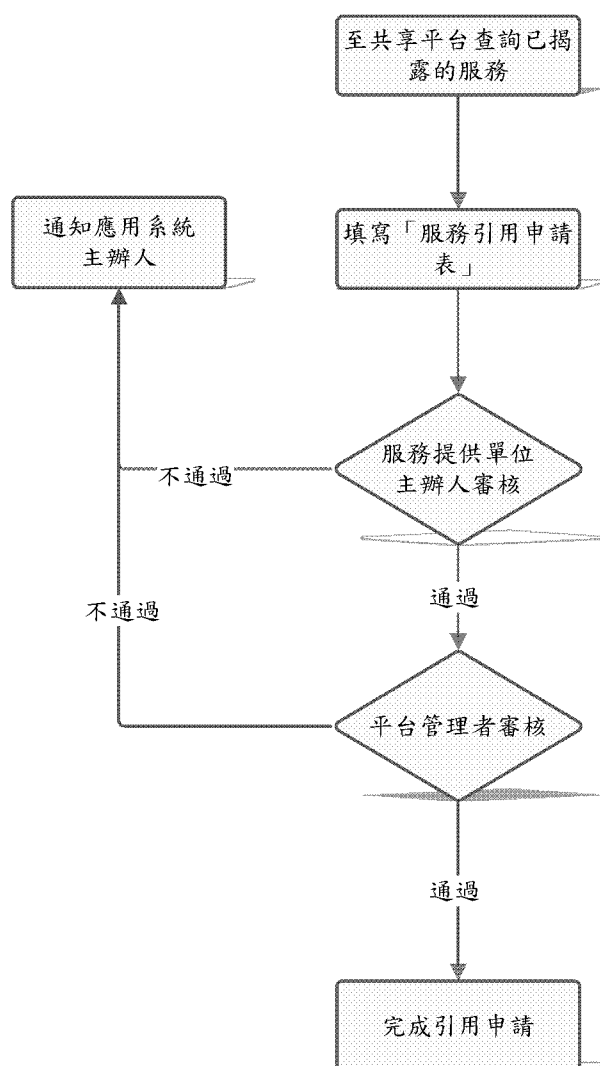 至共享平台查詢已揭
露的服務
通知應用系統
主辦人
填寫「服務引用申請
表」
服務提供單位
主辦人審核
不通過
通過
不通過
平台管理者審核
通過
完成引用申請